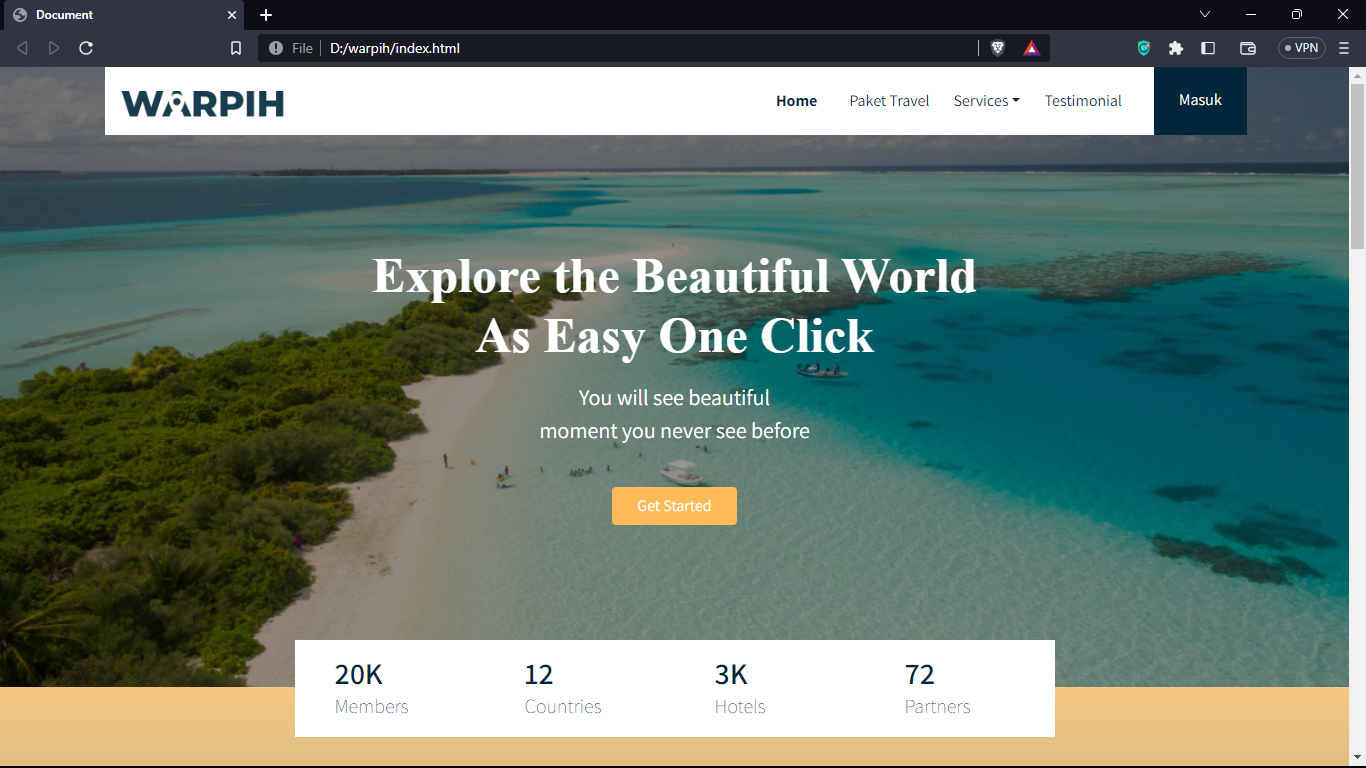 Document
File
D:/warpih/index.html
VPN
WARPIH
Home Paket Travel Services Testimonial Masuk
Explore the Beautiful World
As Easy One Click
You will see beautiful
moment you never see before
Get Started
20K 12 3K 72
Members Countries Hotels Partners